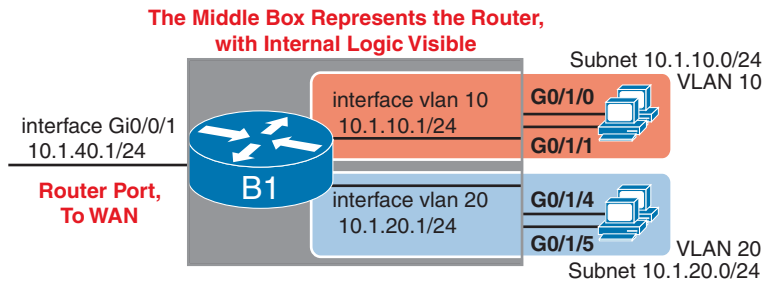 The Middle Box Represents the Router,
with Internal Logic Visible
Subnet 10.1.10.0/24
VLAN 10
interface vlan 10
10.1.10.1/24
G0/1/0
G0/1/1
interface Gi0/0/1
10.1.40.1/24
Router Port,
To WAN
B1
interface vlan 20
10.1.20.1/24
G0/1/4
G0/1/5
VLAN 20
Subnet 10.1.20.0/24